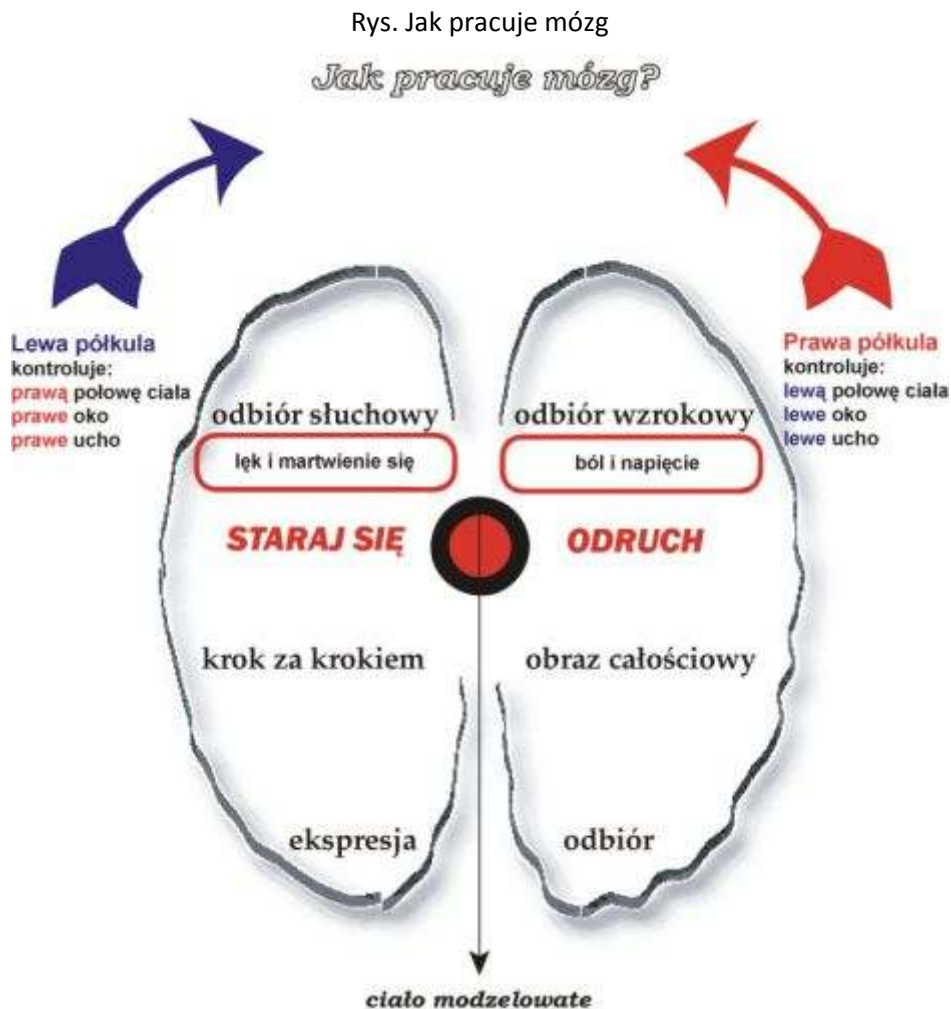 Rys. Jak pracuje mózg
Jak pracuje mózg?
Lewa półkula
kontroluje:
prawą połowę ciala
prawe oko
prawe ucho
Prawa półkula
kontroluje:
lewą połowę ciala
lewe oko
lewe ucho
odbiór słuchowy
odbiór wzrokowy
lęk i martwienie się
ból i napięcie
STARAJ SIĘ
ODRUCH
krok za krokiem
obraz całościowy
ekspresja
odbiór
ciało modzelowate